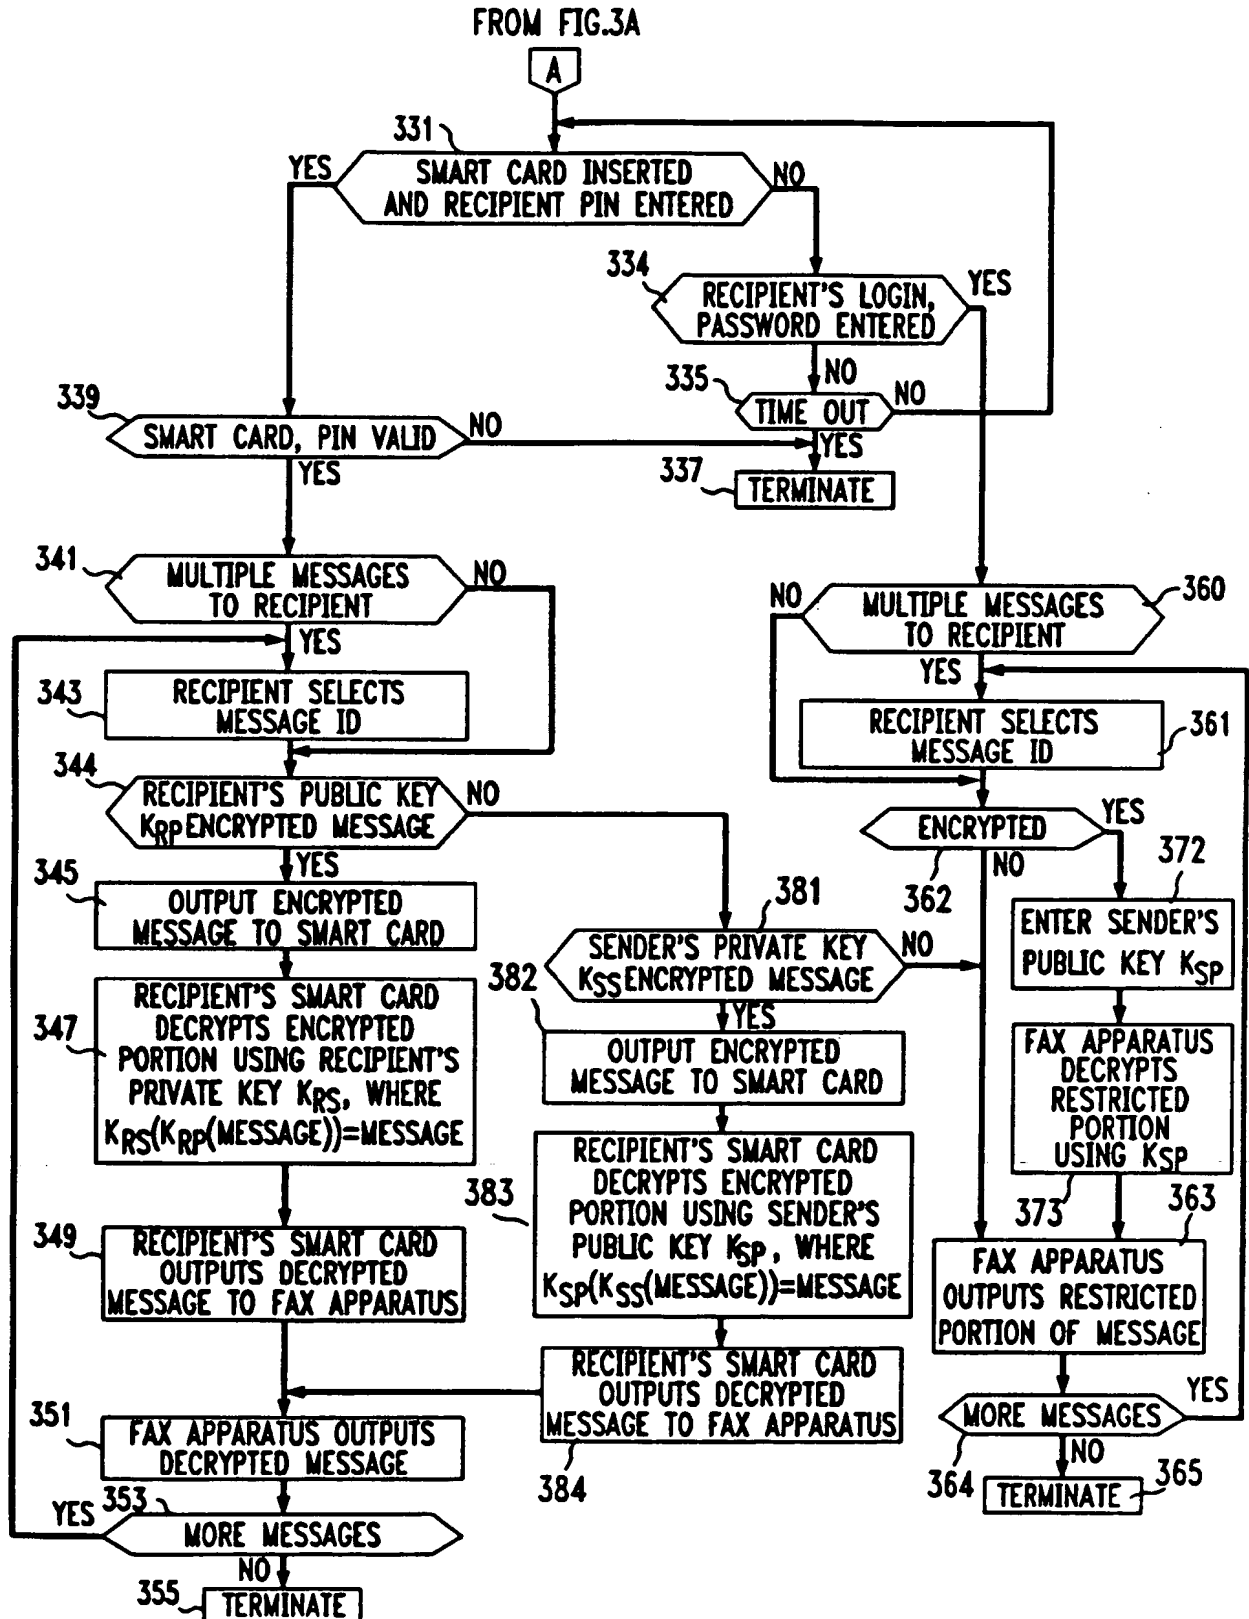 FROM FIG.3A
A
331
YES
SMART CARD INSERTED
AND RECIPIENT PIN ENTERED
NO
334
RECIPIENT'S LOGIN,
PASSWORD ENTERED
YES
NO
335
TIME OUT
NO
YES
337
TERMINATE
339
SMART CARD, PIN VALID
NO
YES
341
MULTIPLE MESSAGES
TO RECIPIENT
NO
YES
343
RECIPIENT SELECTS
MESSAGE ID
344
RECIPIENT'S PUBLIC KEY
KRP ENCRYPTED MESSAGE
NO
YES
345
OUTPUT ENCRYPTED
MESSAGE TO SMART CARD
347
RECIPIENT'S SMART CARD
DECRYPTS ENCRYPTED
PORTION USING RECIPIENT'S
PRIVATE KEY KRS, WHERE
KRS(KRP(MESSAGE))=MESSAGE
349
RECIPIENT'S SMART CARD
OUTPUTS DECRYPTED
MESSAGE TO FAX APPARATUS
351
FAX APPARATUS OUTPUTS
DECRYPTED MESSAGE
353
YES
MORE MESSAGES
NO
355
TERMINATE
381
SENDER'S PRIVATE KEY
KSS ENCRYPTED MESSAGE
NO
YES
382
OUTPUT ENCRYPTED
MESSAGE TO SMART CARD
383
RECIPIENT'S SMART CARD
DECRYPTS ENCRYPTED
PORTION USING SENDER'S
PUBLIC KEY KSP, WHERE
KSP(KSS(MESSAGE))=MESSAGE
RECIPIENT'S SMART CARD
OUTPUTS DECRYPTED
MESSAGE TO FAX APPARATUS
384
360
NO
MULTIPLE MESSAGES
TO RECIPIENT
YES
RECIPIENT SELECTS
MESSAGE ID
361
ENCRYPTED
YES
NO
362
372
ENTER SENDER'S
PUBLIC KEY KSP
FAX APPARATUS
DECRYPTS
RESTRICTED
PORTION
USING KSP
373
363
FAX APPARATUS
OUTPUTS RESTRICTED
PORTION OF MESSAGE
YES
MORE MESSAGES
364
NO
TERMINATE
365